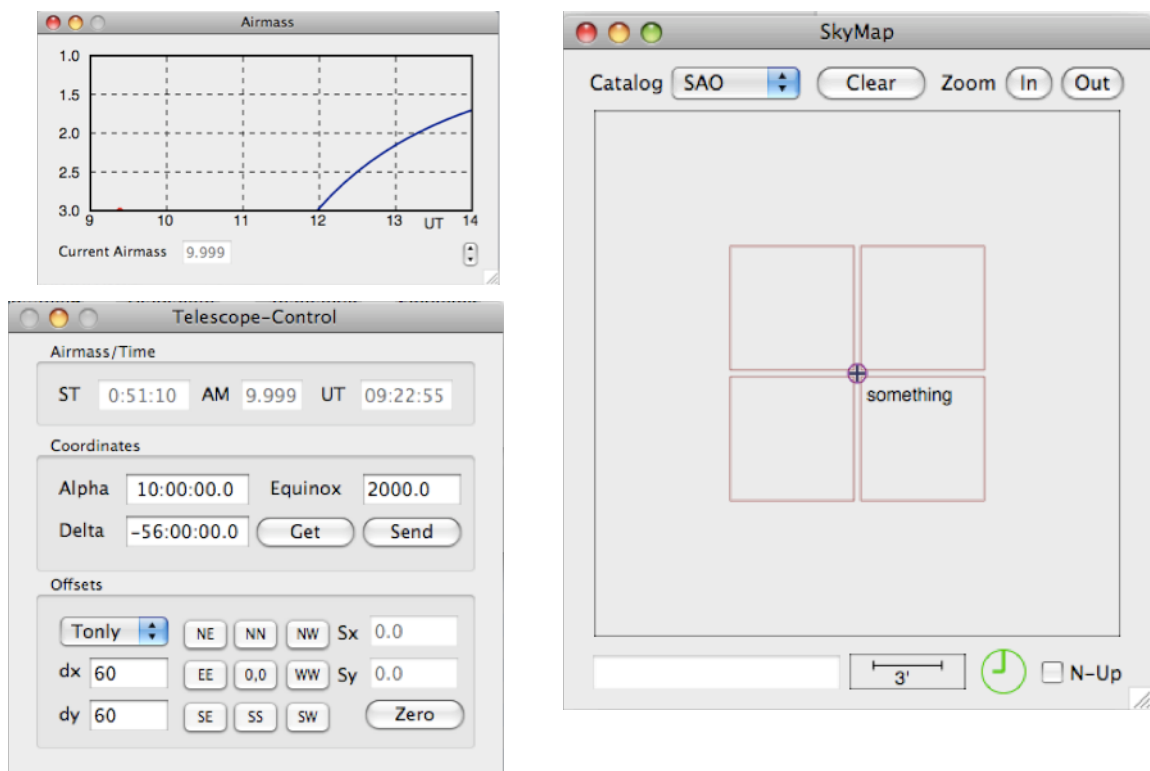 Airmass
1.0
1.5
2.0
2.5
3.0
9 10 11 12 13 UT 14
Current Airmass 9.999
Telescope-Control
Airmass/Time
ST 0:51:10 AM 9.999 UT 09:22:55
Coordinates
Alpha 10:00:00.0 Equinox 2000.0
Delta -56:00:00.0 Get Send
Offsets
Tonly NE NN NW Sx 0.0
dx 60 EE 0,0 WW Sy 0.0
dy 60 SE SS SW Zero
SkyMap
Catalog SAO Clear Zoom In Out
something
3' N-Up